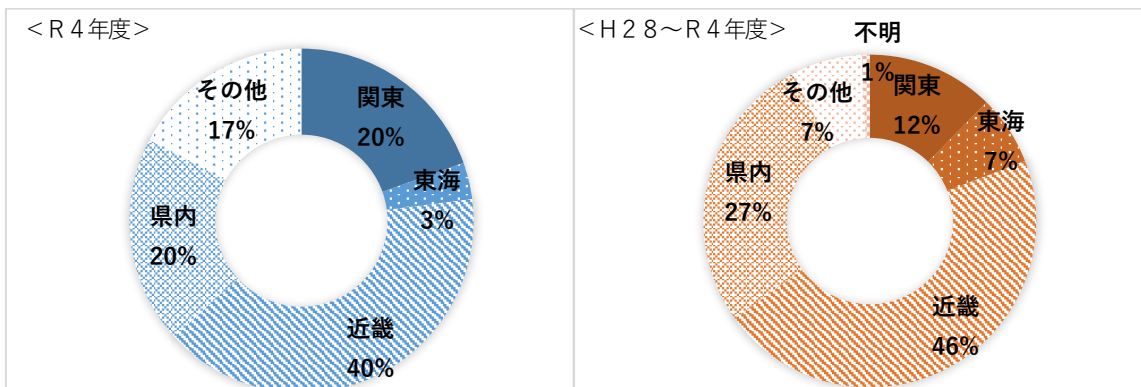 ＜Ｒ４年度＞
関東
20%
東海
3%
近畿
40%
県内
20%
その他
17%
＜Ｈ２８～Ｒ４年度＞
不明
1%
関東
12%
東海
7%
近畿
46%
県内
27%
その他
7%